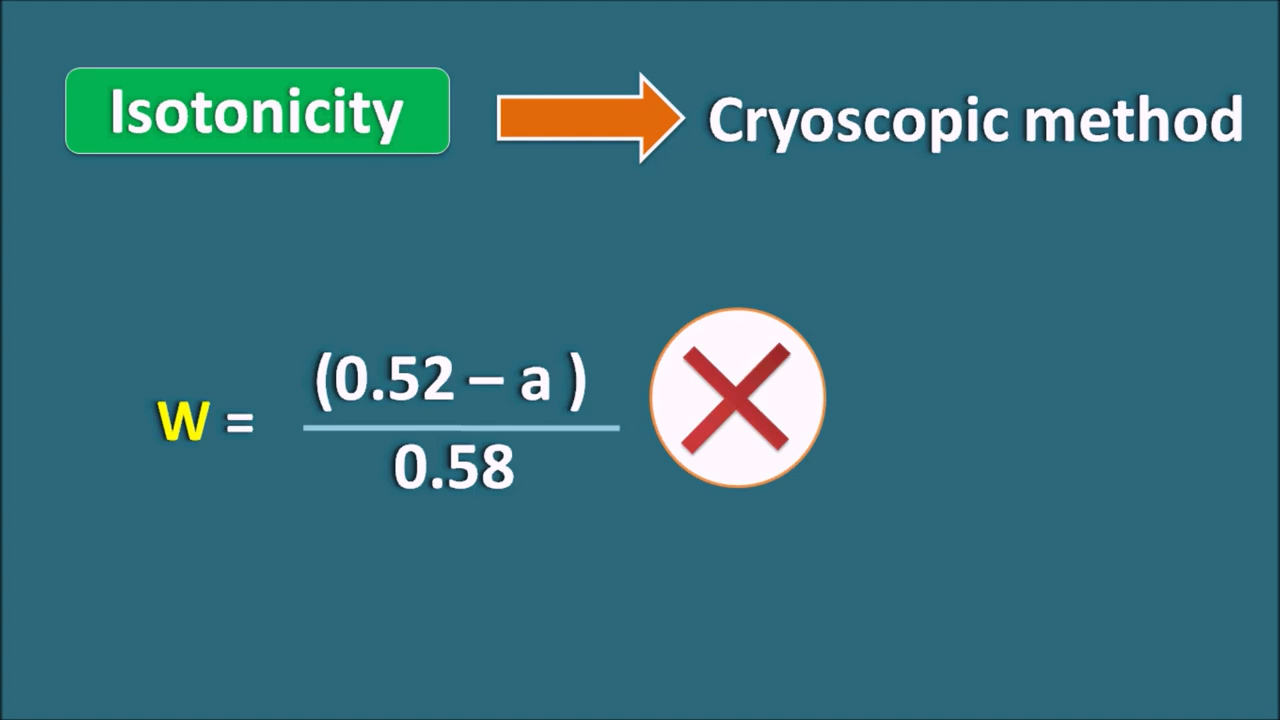 Isotonicity
Cryoscopic method
(0.52 – a )
W =
0.58